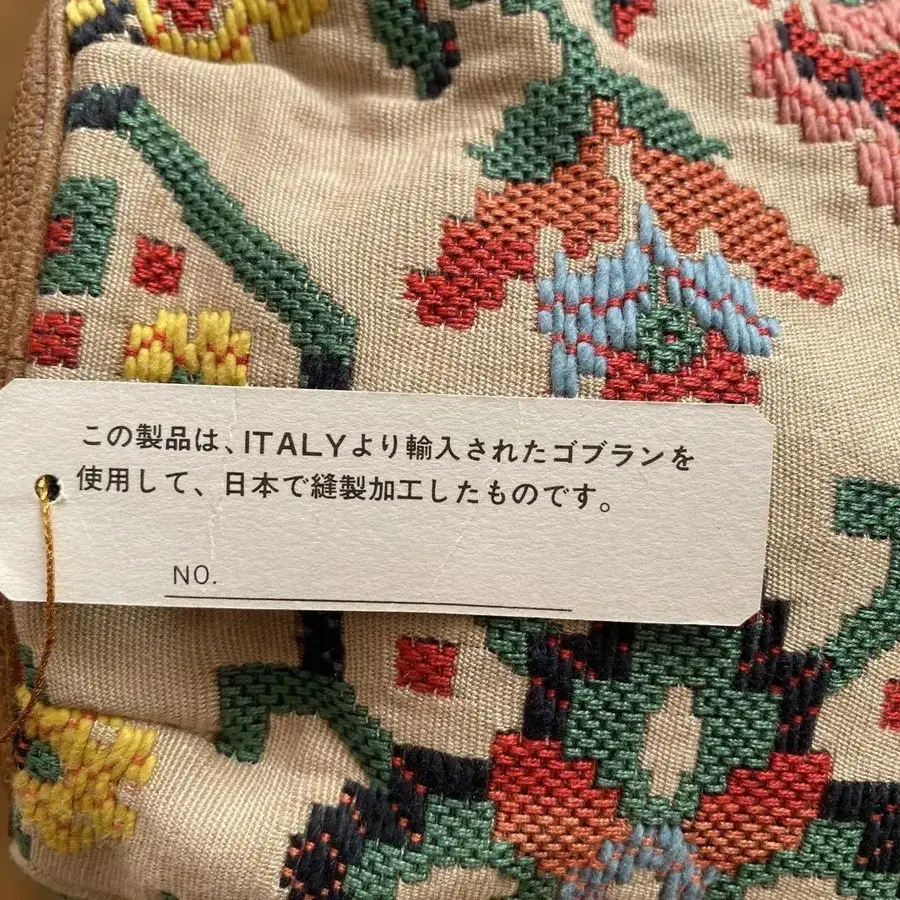 この製品は、ITALYより輸入されたゴブランを
使用して、日本で縫製加工したものです。
NO.